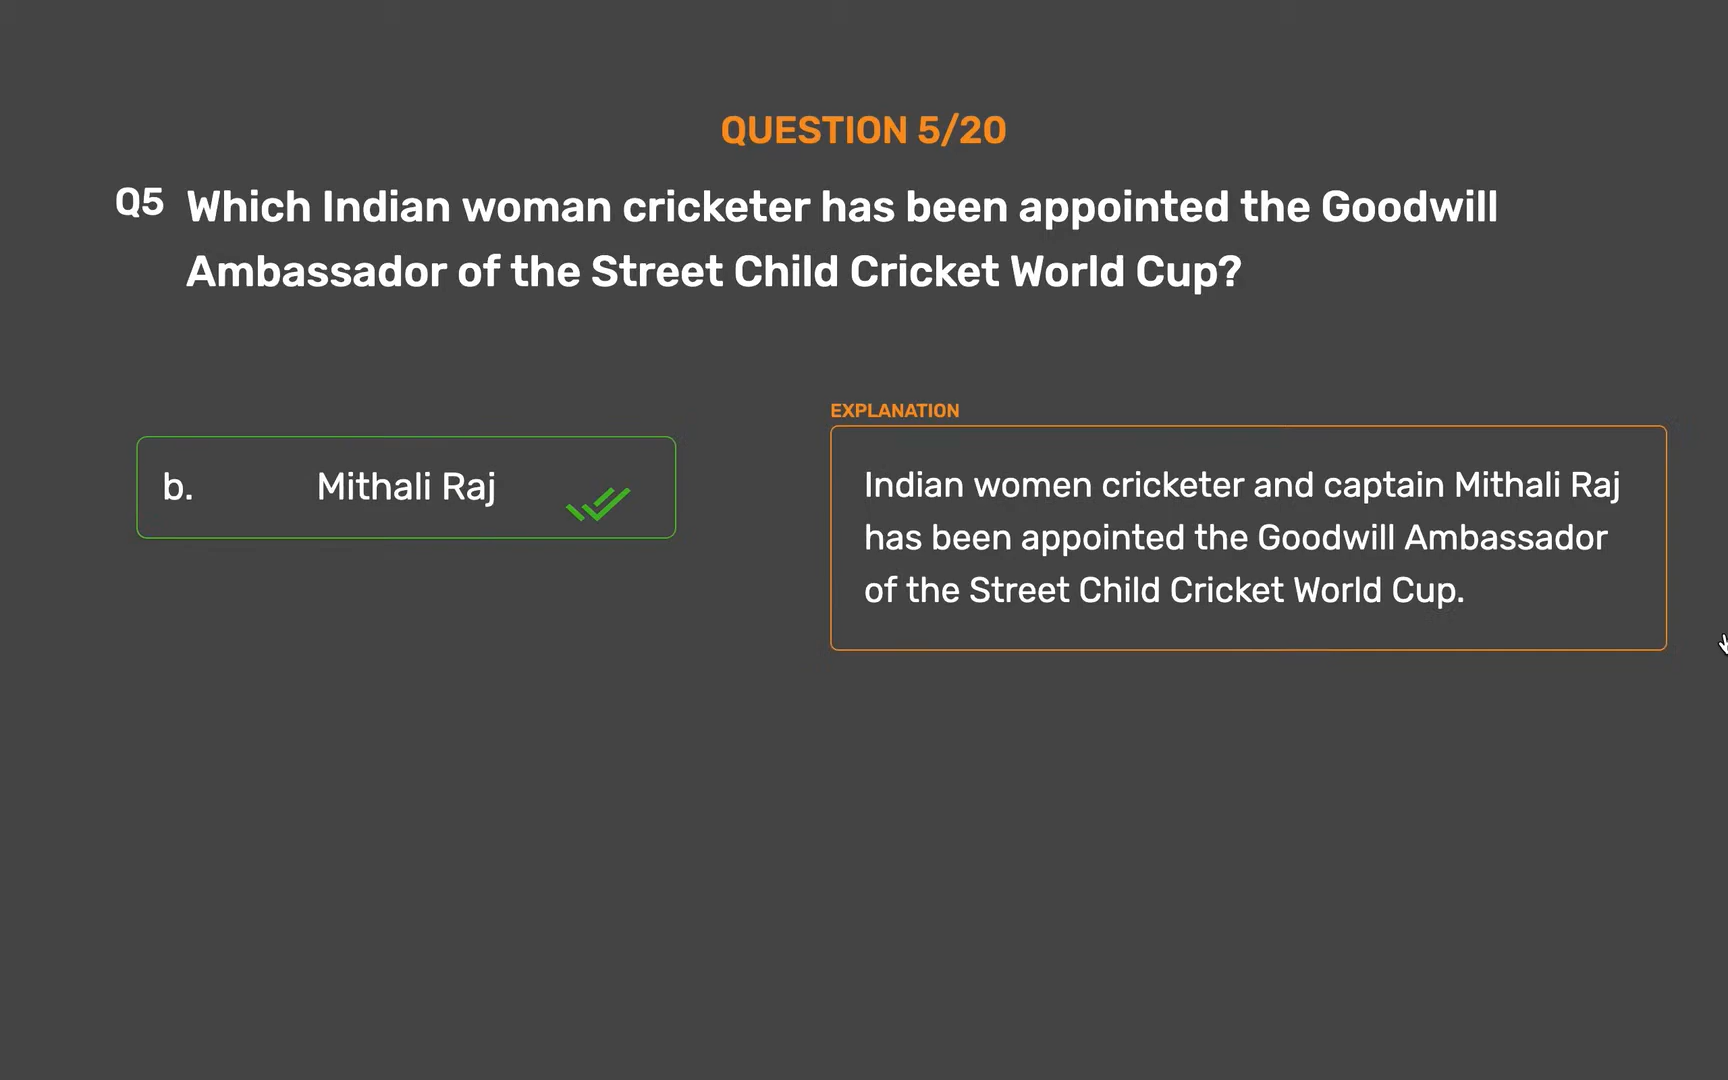 QUESTION 5/20
Q5 Which Indian woman cricketer has been appointed the Goodwill
Ambassador of the Street Child Cricket World Cup?
b. Mithali Raj
EXPLANATION
Indian women cricketer and captain Mithali Raj
has been appointed the Goodwill Ambassador
of the Street Child Cricket World Cup.